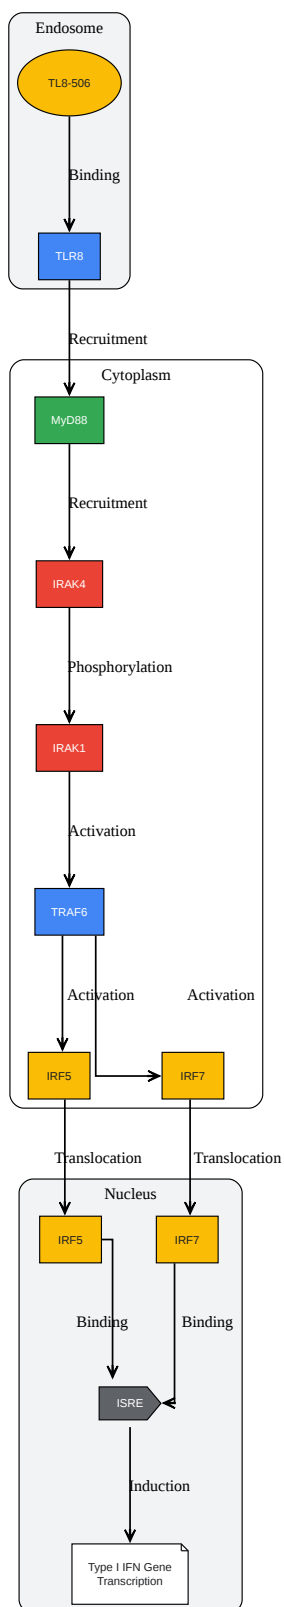 Endosome
TL8-506
Binding
TLR8
Recruitment
Cytoplasm
MyD88
Recruitment
IRAK4
Phosphorylation
IRAK1
Activation
TRAF6
Activation
Activation
IRF5
IRF7
Translocation
Translocation
Nucleus
IRF5
IRF7
Binding
Binding
ISRE
Induction
Type I IFN Gene
Transcription